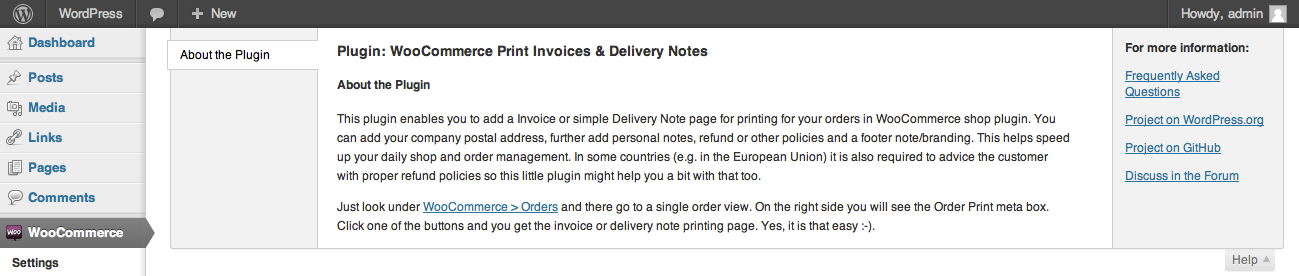 WordPress
New
Howdy, admin
Dashboard
Posts
Media
Links
Pages
Comments
WOO WooCommerce
Settings
About the Plugin
Plugin: WooCommerce Print Invoices & Delivery Notes
About the Plugin
This plugin enables you to add a Invoice or simple Delivery Note page for printing for your orders in WooCommerce shop plugin. You
can add your company postal address, further add personal notes, refund or other policies and a footer note/branding. This helps speed
up your daily shop and order management. In some countries (e.g. in the European Union) it is also required to advice the customer
with proper refund policies so this little plugin might help you a bit with that too.
Just look under WooCommerce > Orders and there go to a single order view. On the right side you will see the Order Print meta box.
Click one of the buttons and you get the invoice or delivery note printing page. Yes, it is that easy :-).
For more information:
Frequently Asked
Questions
Project on WordPress.org
Project on GitHub
Discuss in the Forum
Help